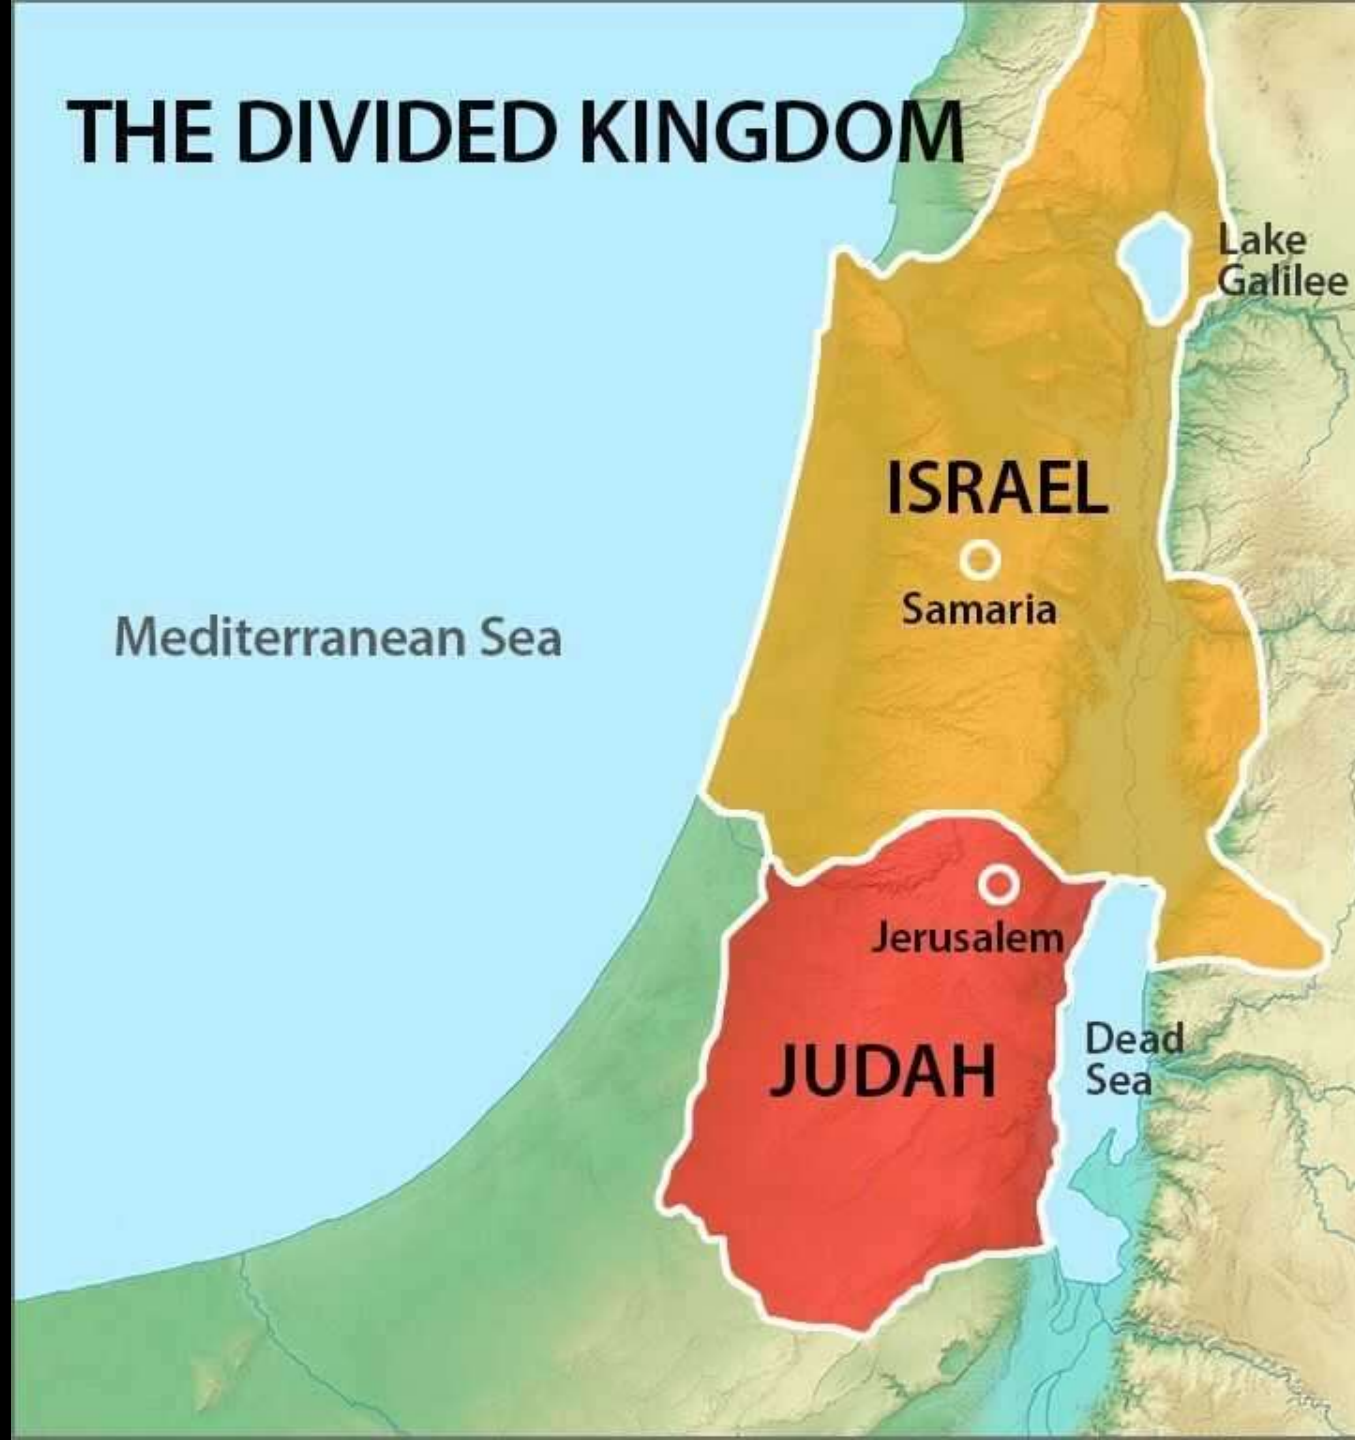 THE DIVIDED KINGDOM
Lake
Galilee
ISRAEL
Samaria
Mediterranean Sea
Jerusalem
JUDAH
Dead
Sea